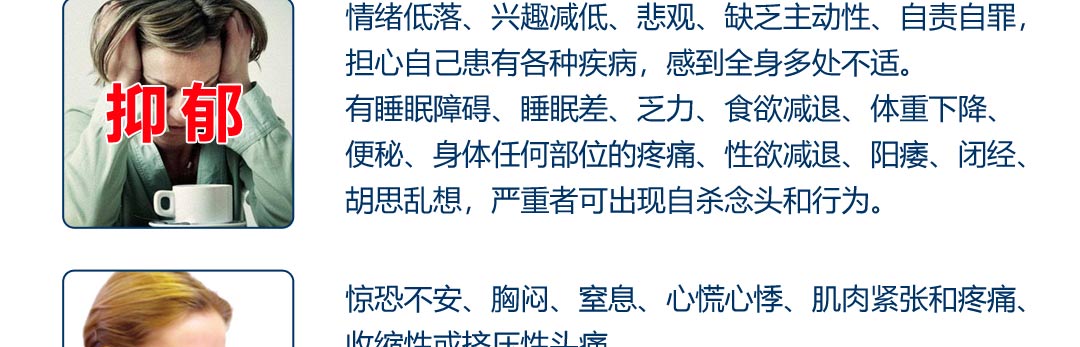 抑郁
情绪低落、兴趣减低、悲观、缺乏主动性、自责自罪，
担心自己患有各种疾病，感到全身多处不适。
有睡眠障碍、睡眠差、乏力、食欲减退、体重下降、
便秘、身体任何部位的疼痛、性欲减退、阳痿、闭经、
胡思乱想，严重者可出现自杀念头和行为。
惊恐不安、胸闷、窒息、心慌心悸、肌肉紧张和疼痛、
收缩性或挤压性头痛